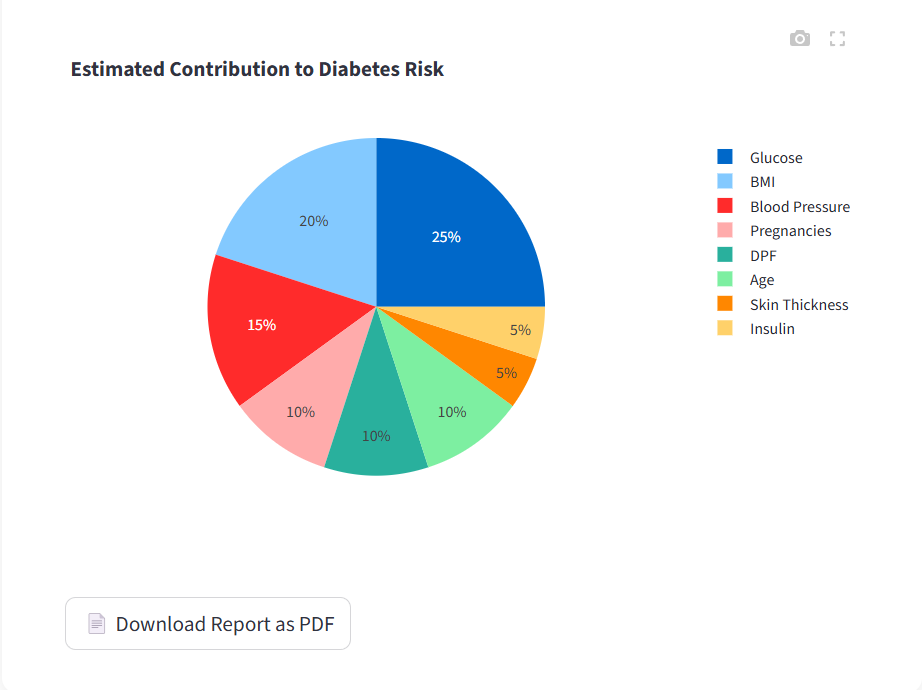 Estimated Contribution to Diabetes Risk
20%
25%
15%
5%
5%
10%
10%
10%
Glucose
BMI
Blood Pressure
Pregnancies
DPF
Age
Skin Thickness
Insulin
Download Report as PDF